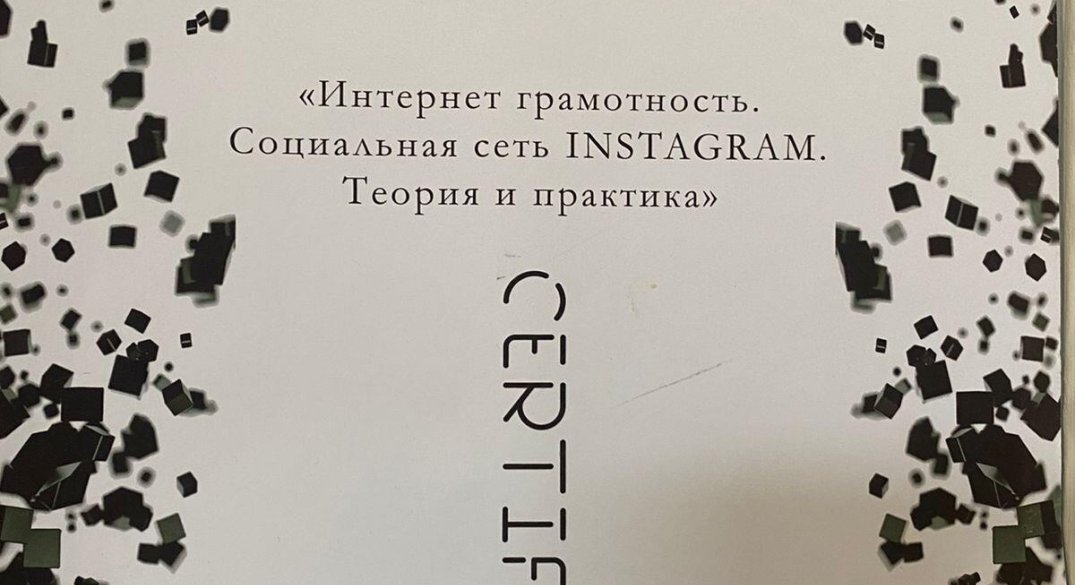 «Интернет грамотность.
Социальная сеть INSTAGRAM.
Теория и практика»
CERTIF